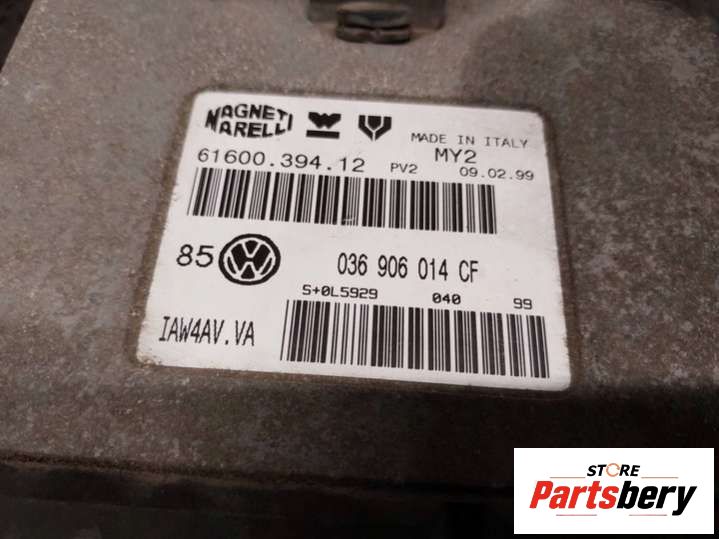 MAGNETI
MARELLI
MADE IN ITALY
61600.394.12 PV2 MY2 09.02.99
85 036 906 014 CF
S+0L5929 040 99
IAW4AV.VA
STORE
Partsbery